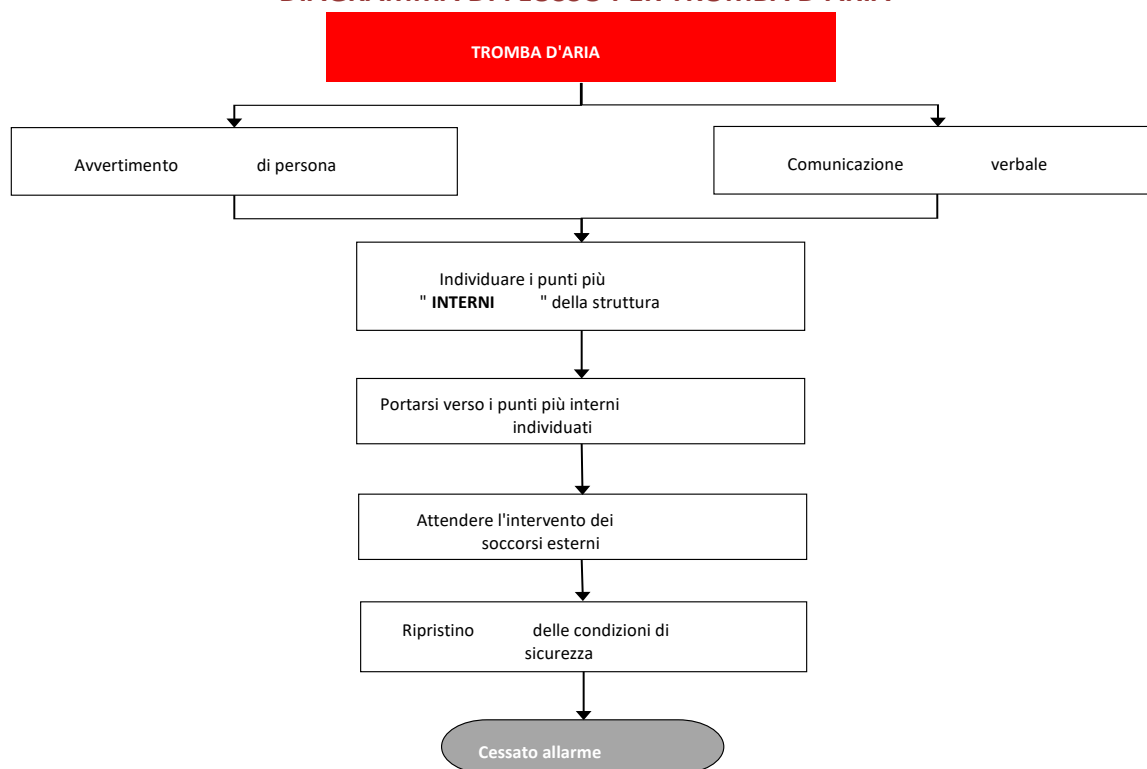 TROMBA D'ARIA
Avvertimento di persona
Comunicazione verbale
Individuare i punti più
" INTERNI " della struttura
Portarsi verso i punti più interni
individuati
Attendere l'intervento dei
soccorsi esterni
Ripristino delle condizioni di
sicurezza
Cessato allarme